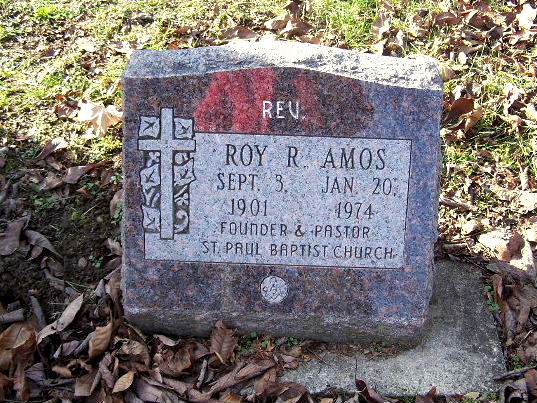 REV.
ROY R. AMOS
SEPT. 3, JAN. 20,
1901 1974
FOUNDER & PASTOR
ST. PAUL BAPTIST CHURCH